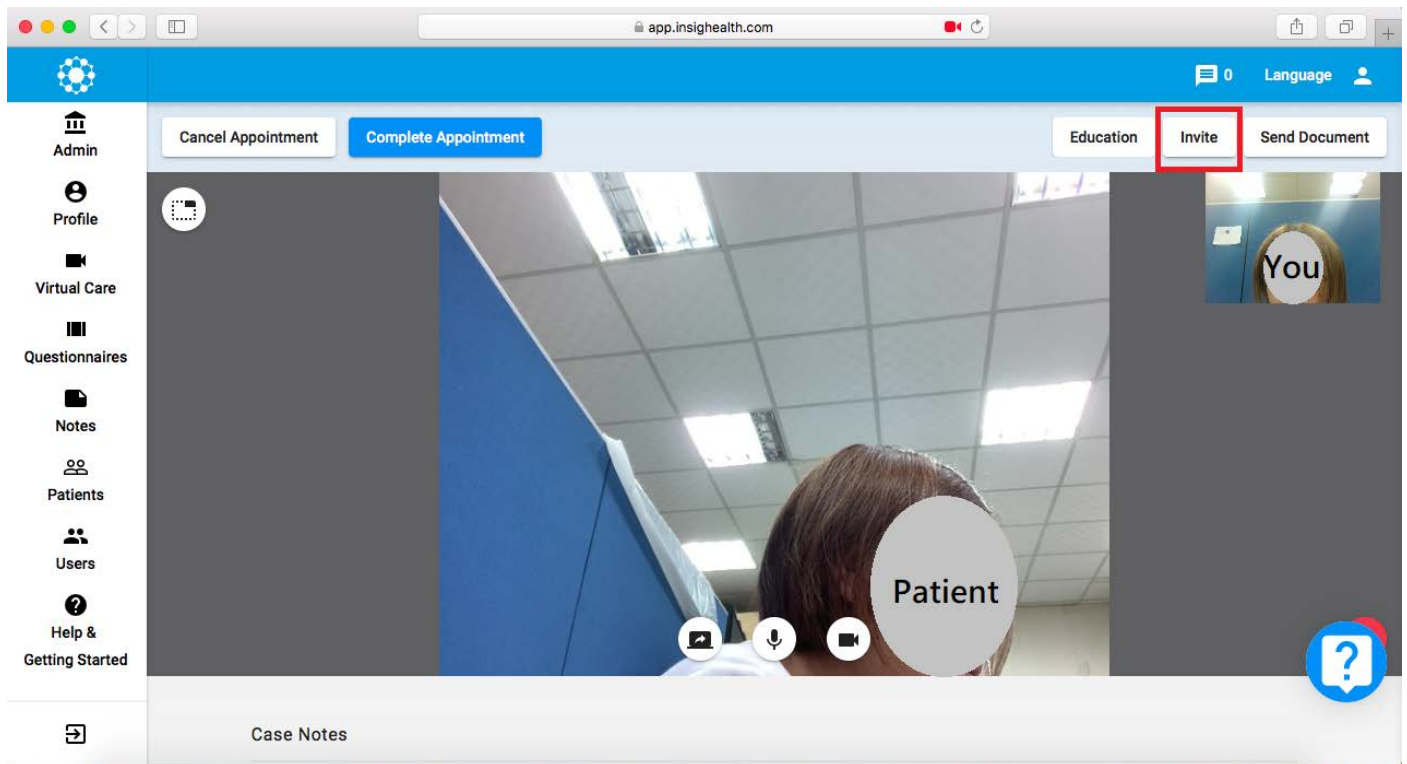 app.insighealth.com
0 Language
Admin
Profile
Virtual Care
Questionnaires
Notes
Patients
Users
Help &
Getting Started
Cancel Appointment Complete Appointment Education Invite Send Document
You
Patient
?
Case Notes